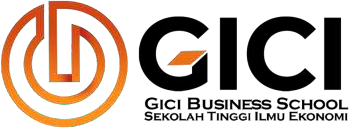 GICI
GICI BUSINESS SCHOOL
SEKOLAH TINGGI ILMU EKONOMI